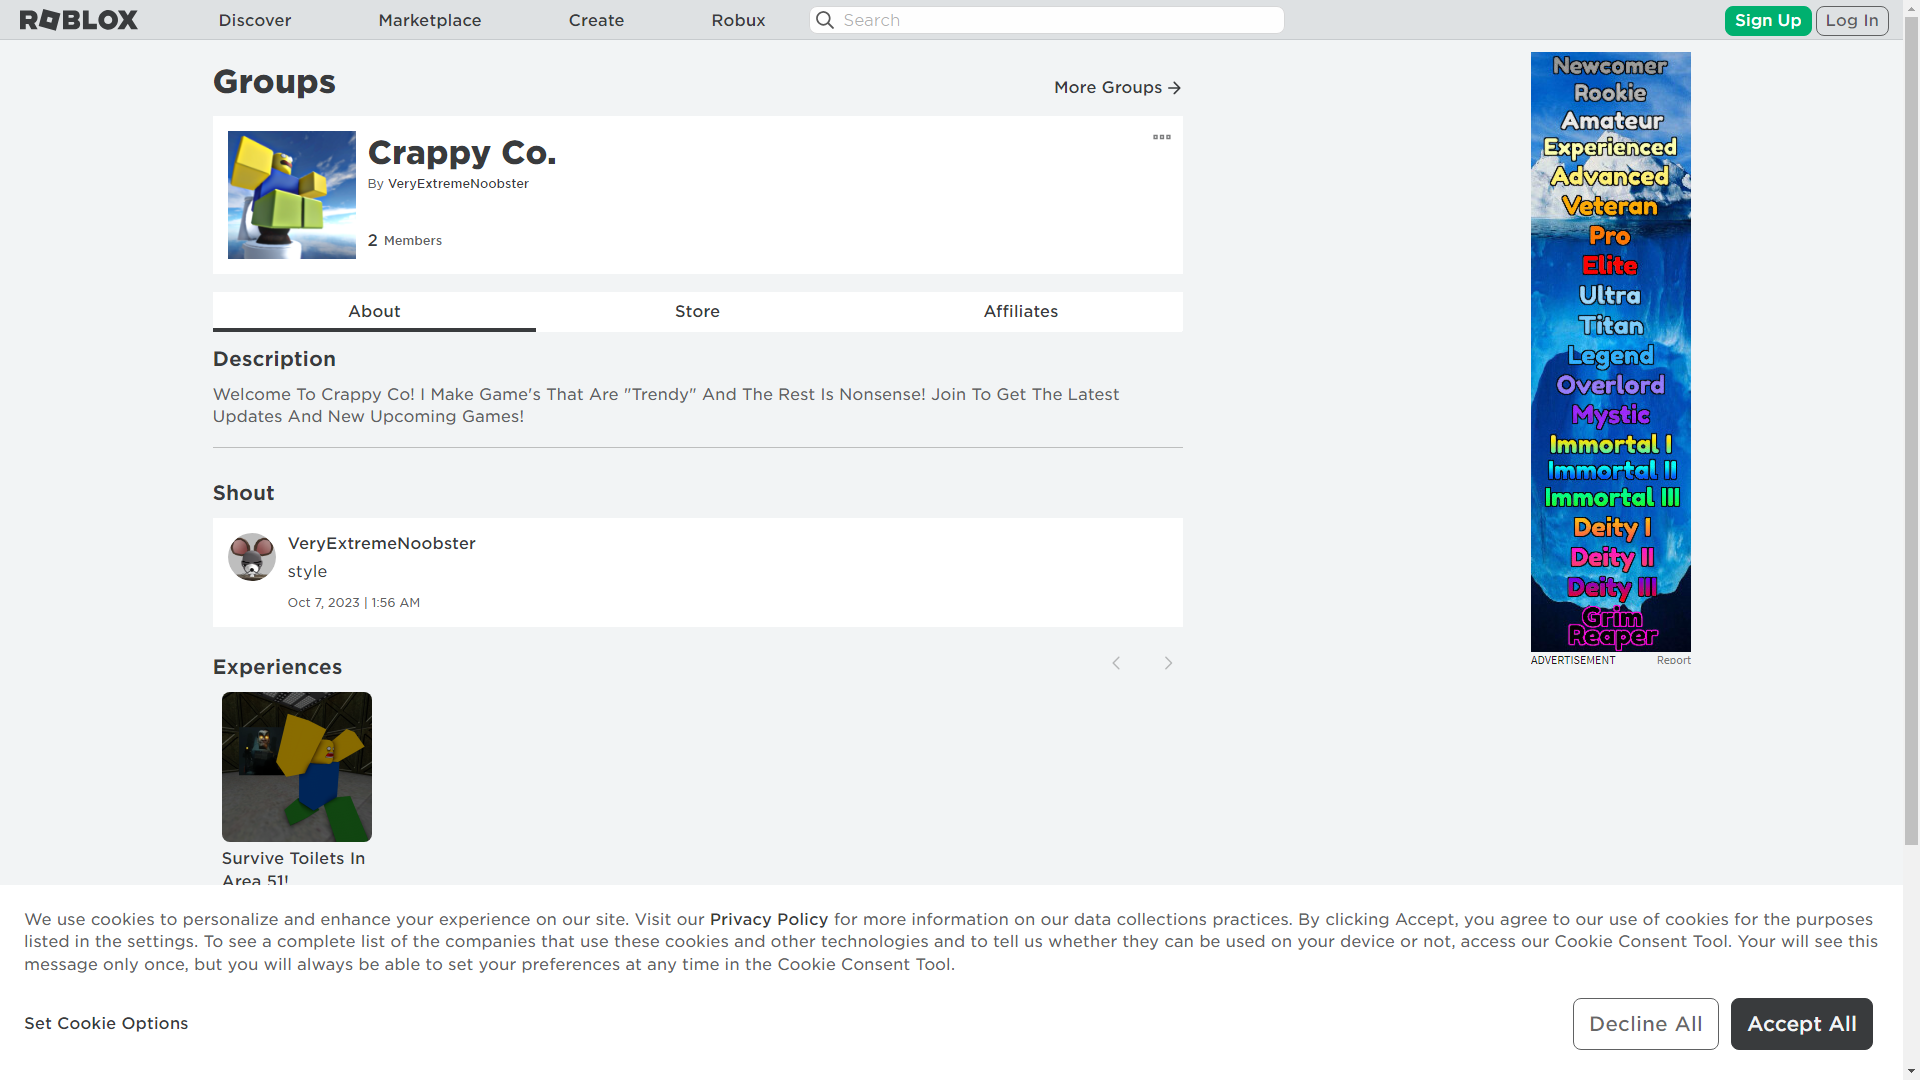 ROBLOX
Discover
Marketplace
Create
Robux
Search
Sign Up
Log In
Groups
More Groups
Crappy Co.
By VeryExtremeNoobster
2 Members
About
Store
Affiliates
Description
Welcome To Crappy Co! I Make Game's That Are "Trendy" And The Rest Is Nonsense! Join To Get The Latest
Updates And New Upcoming Games!
Shout
VeryExtremeNoobster
style
Oct 7, 2023 | 1:56 AM
Experiences
Survive Toilets In
Area 51!
Newcomer
Rookie
Amateur
Experienced
Advanced
Veteran
Pro
Elite
Ultra
Titan
Legend
Overlord
Mystic
Immortal I
Immortal II
Immortal III
Deity I
Deity II
Deity III
Grim
Reaper
ADVERTISEMENT
Report
We use cookies to personalize and enhance your experience on our site. Visit our Privacy Policy for more information on our data collections practices. By clicking Accept, you agree to our use of cookies for the purposes
listed in the settings. To see a complete list of the companies that use these cookies and other technologies and to tell us whether they can be used on your device or not, access our Cookie Consent Tool. Your will see this
message only once, but you will always be able to set your preferences at any time in the Cookie Consent Tool.
Set Cookie Options
Decline All
Accept All